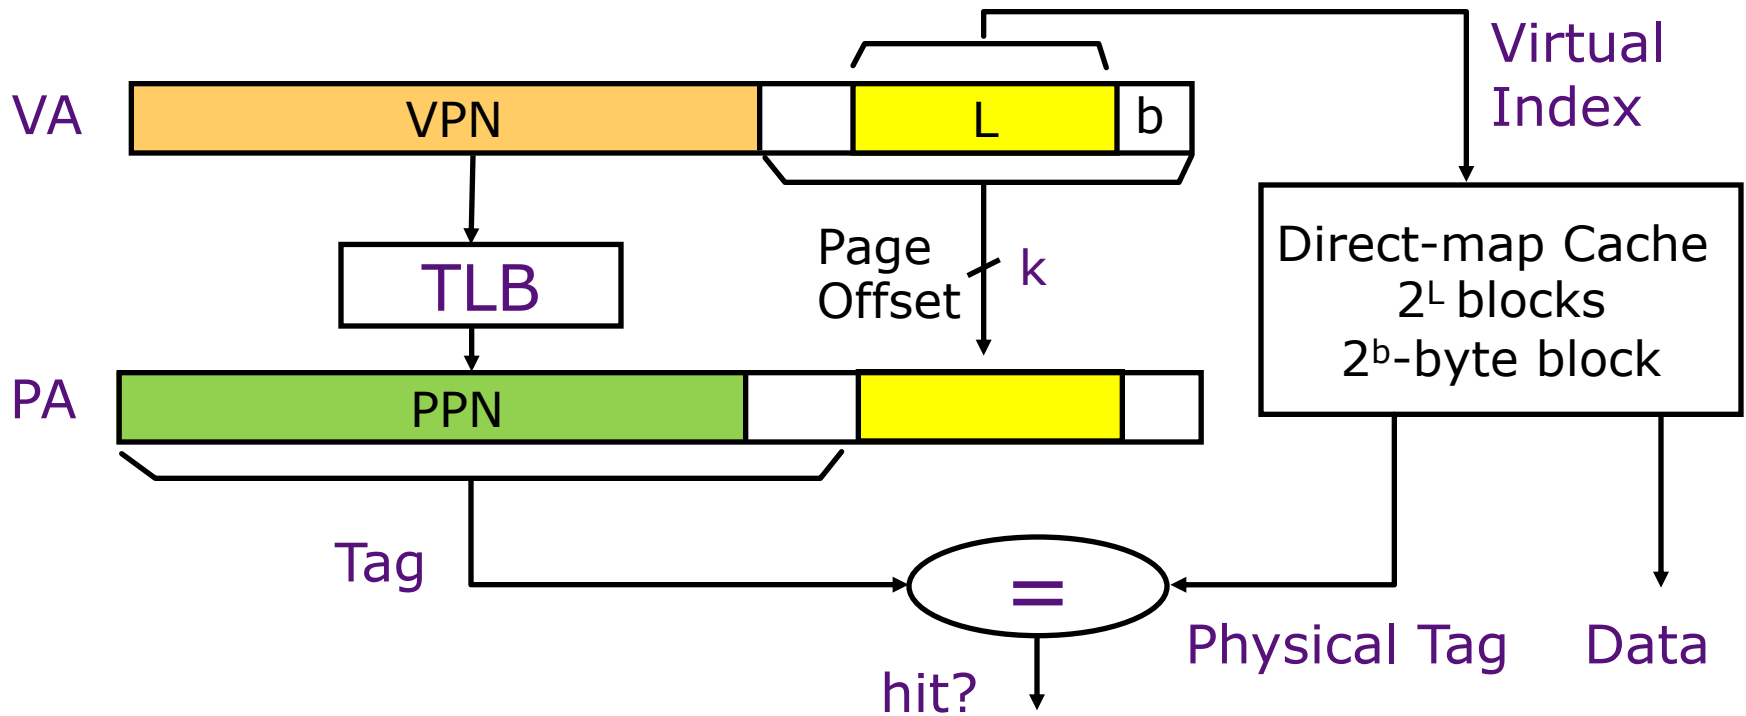 Virtual
Index
VA
VPN
L
b
TLB
Page
Offset
k
Direct-map Cache
2ᴸ blocks
2ᵇ-byte block
PA
PPN
Tag
=
Physical Tag
Data
hit?